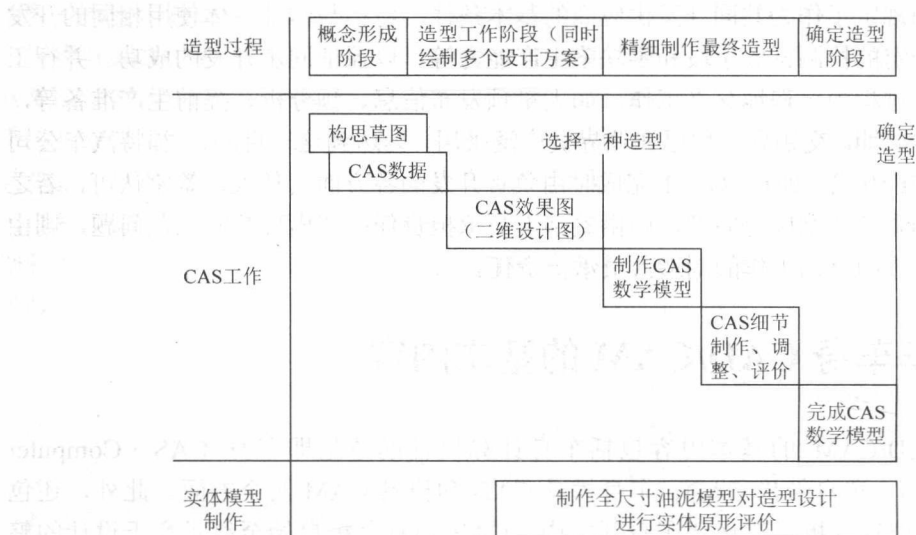 造型过程
概念形成
阶段
造型工作阶段（同时
绘制多个设计方案）
精细制作最终造型
确定造型
阶段
构思草图
选择一种造型
确定
造型
CAS数据
CAS效果图
（二维设计图）
CAS工作
制作CAS
数学模型
CAS细节
制作、调
整、评价
完成CAS
数学模型
实体模型
制作
制作全尺寸油泥模型对造型设计
进行实体原形评价